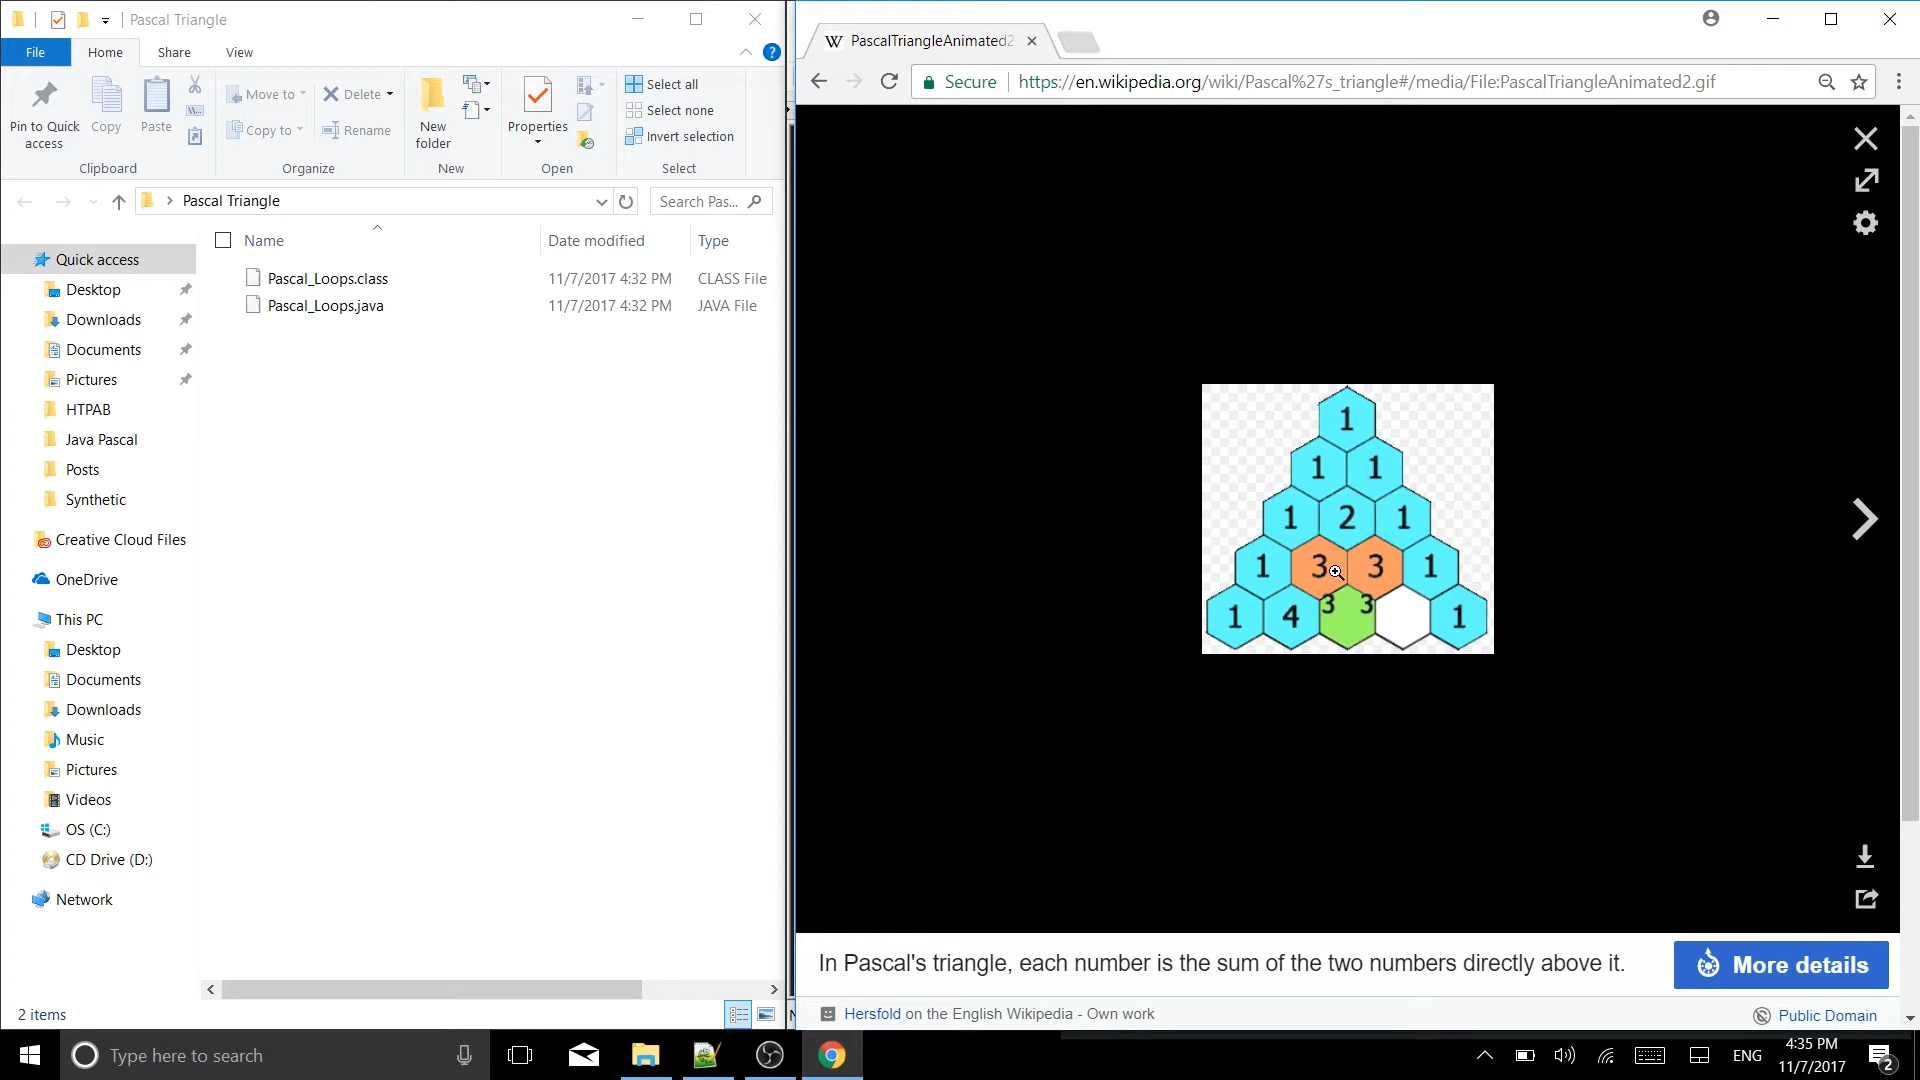 Pascal Triangle
File
Home
Share
View
Pin to Quick access
Copy
Paste
Move to
Copy to
Delete
Rename
New folder
Properties
Select all
Select none
Invert selection
Clipboard
Organize
New
Open
Select
Pascal Triangle
Search Pas...
Name
Date modified
Type
Pascal_Loops.class 11/7/2017 4:32 PM CLASS File
Pascal_Loops.java 11/7/2017 4:32 PM JAVA File
Quick access
Desktop
Downloads
Documents
Pictures
HTPAB
Java Pascal
Posts
Synthetic
Creative Cloud Files
OneDrive
This PC
Desktop
Documents
Downloads
Music
Pictures
Videos
OS (C:)
CD Drive (D:)
Network
2 items
PascalTriangleAnimated2
Secure
https://en.wikipedia.org/wiki/Pascal%27s_triangle#/media/File:PascalTriangleAnimated2.gif
1
1 1
1 2 1
1 3 3 1
3 3
1 4 1
In Pascal's triangle, each number is the sum of the two numbers directly above it.
More details
Hersfold on the English Wikipedia - Own work
Public Domain
Type here to search
ENG
4:35 PM
11/7/2017
2